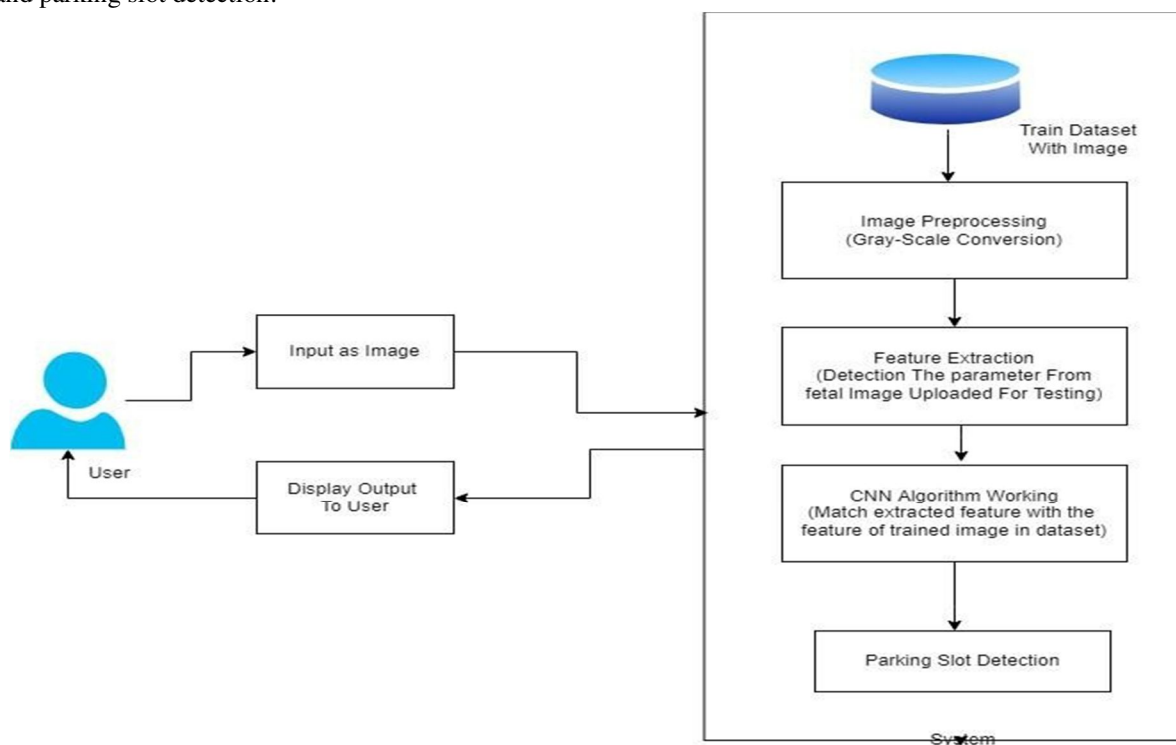 and parking slot detection.
Train Dataset
With Image
Image Preprocessing
(Gray-Scale Conversion)
Feature Extraction
(Detection The parameter From
fetal Image Uploaded For Testing)
CNN Algorithm Working
(Match extracted feature with the
feature of trained image in dataset)
Parking Slot Detection
System
Input as Image
User
Display Output
To User